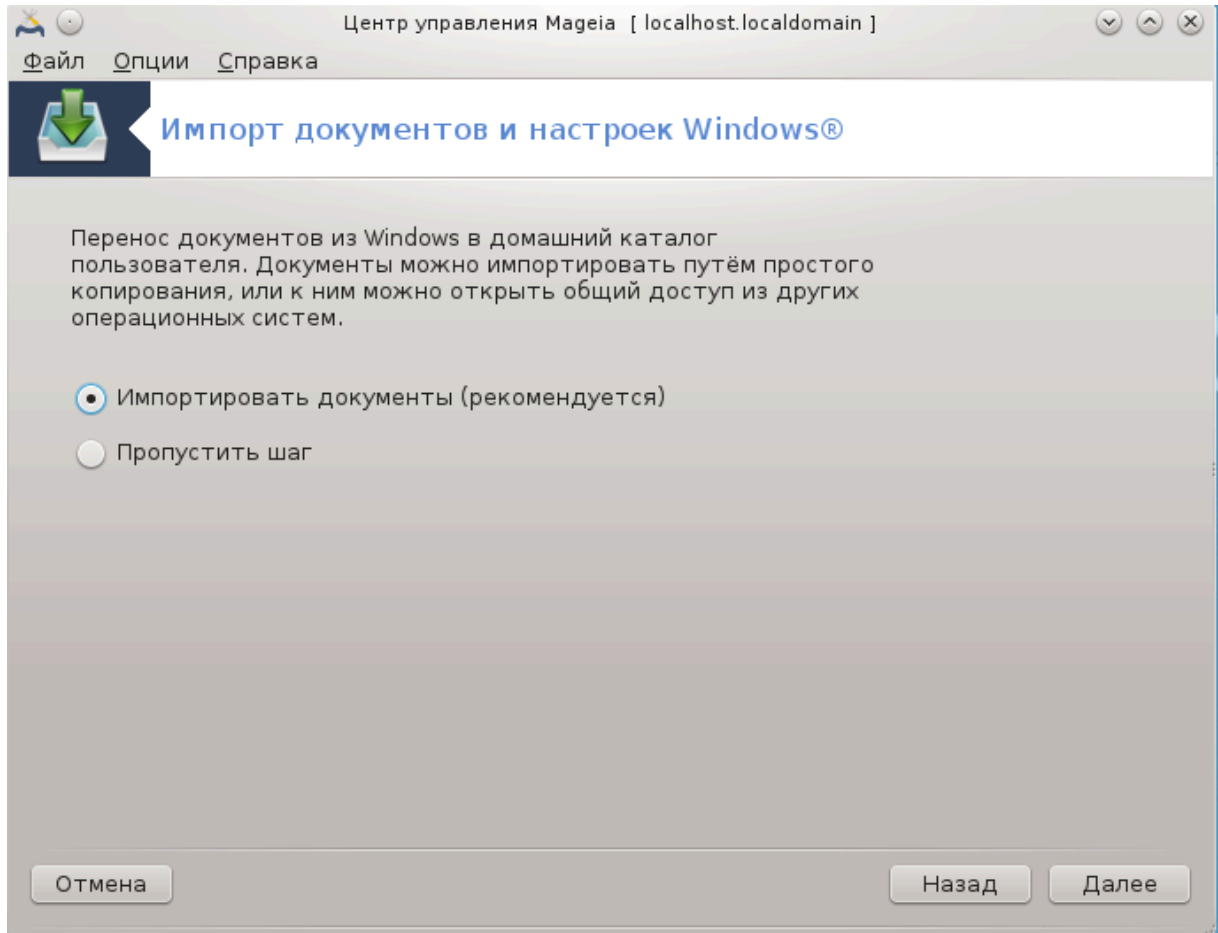 Центр управления Mageia [ localhost.localdomain ]
Файл Опции Справка
Импорт документов и настроек Windows®
Перенос документов из Windows в домашний каталог
пользователя. Документы можно импортировать путём простого
копирования, или к ним можно открыть общий доступ из других
операционных систем.
Импортировать документы (рекомендуется)
Пропустить шаг
Отмена Назад Далее